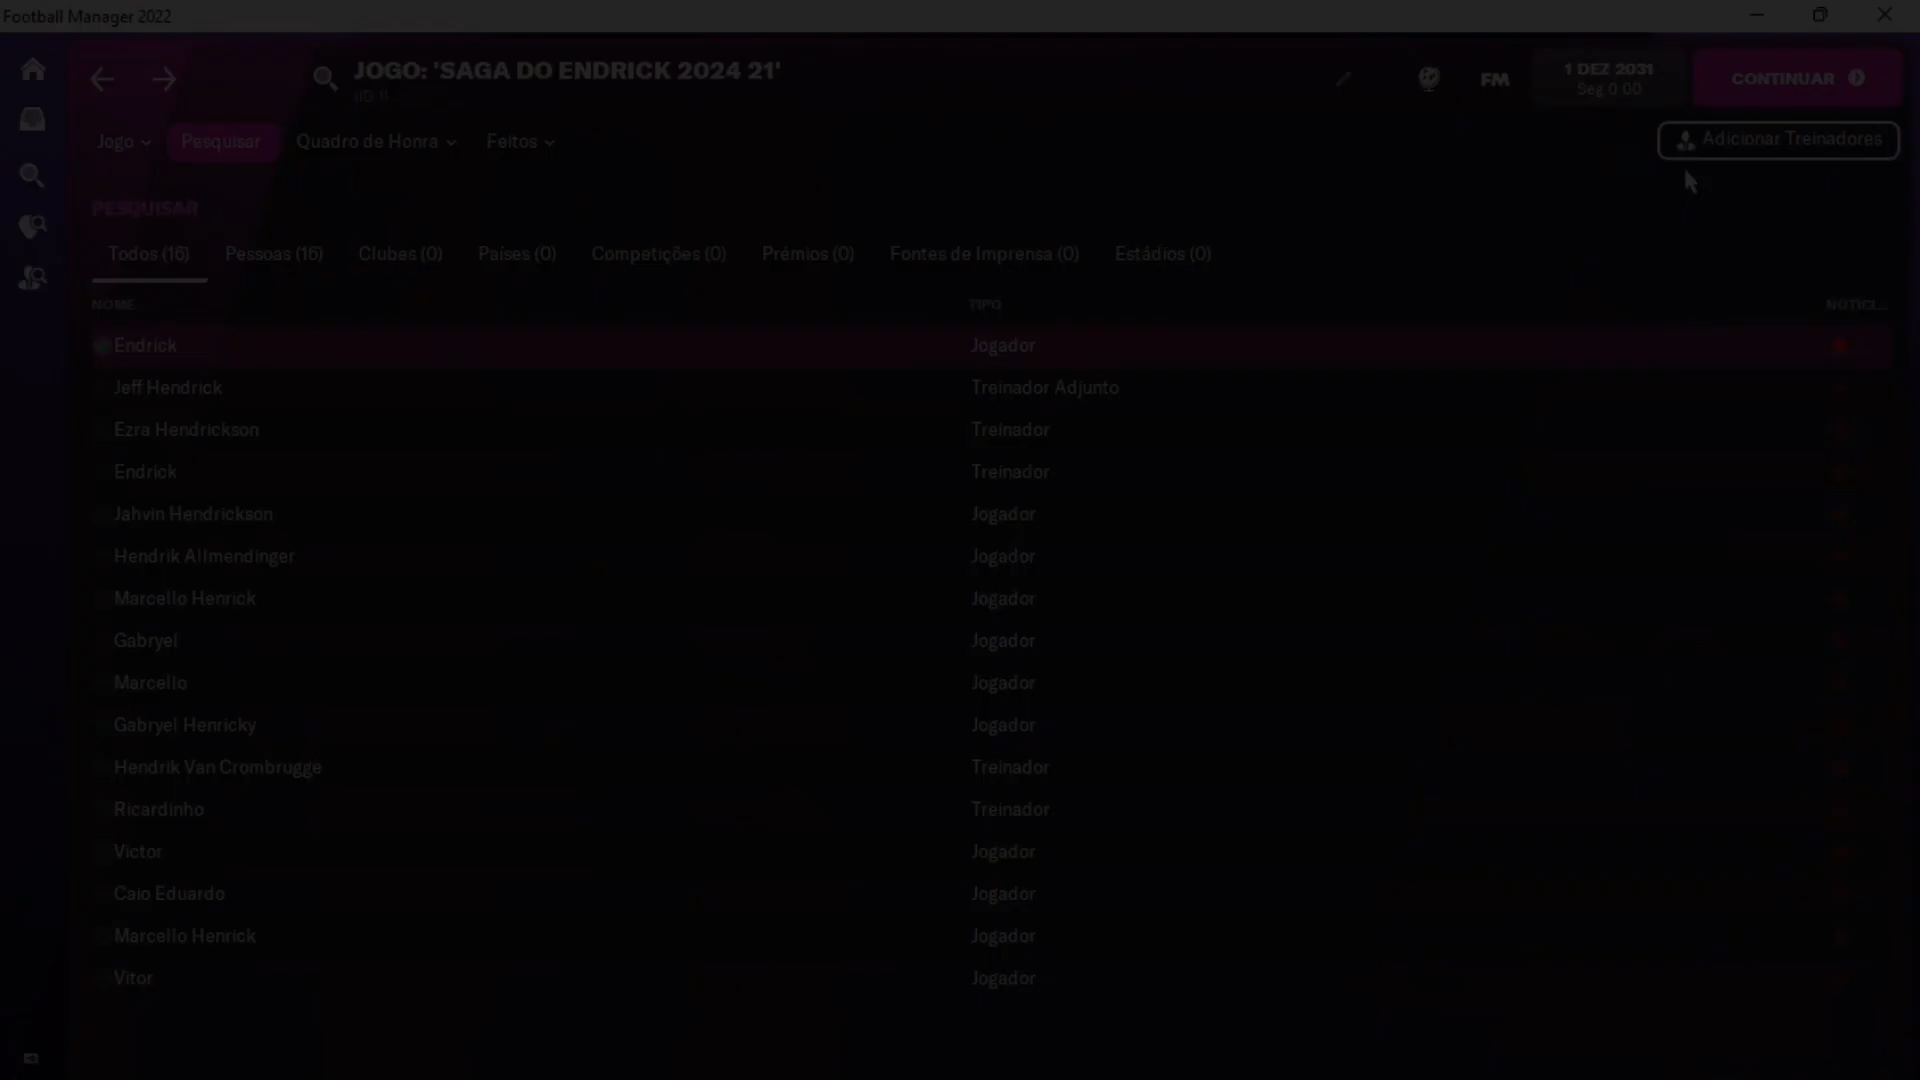 Football Manager 2022
JOGO: 'SAGA DO ENDRICK 2024 21'
FM
1 DEZ 2031
Seg 0:00
CONTINUAR
Jogo
Pesquisar
Quadro de Honra
Feitos
Adicionar Treinadores
PESQUISAR
Todos (16)
Pessoas (16)
Clubes (0)
Países (0)
Competições (0)
Prémios (0)
Fontes de Imprensa (0)
Estádios (0)
NOME TIPO NOTÍCI...
Endrick Jogador
Jeff Hendrick Treinador Adjunto
Ezra Hendrickson Treinador
Endrick Treinador
Jahvin Hendrickson Jogador
Hendrik Allmendinger Jogador
Marcello Henrick Jogador
Gabryel Jogador
Marcello Jogador
Gabryel Henricky Jogador
Hendrik Van Crombrugge Treinador
Ricardinho Treinador
Victor Jogador
Caio Eduardo Jogador
Marcello Henrick Jogador
Vitor Jogador